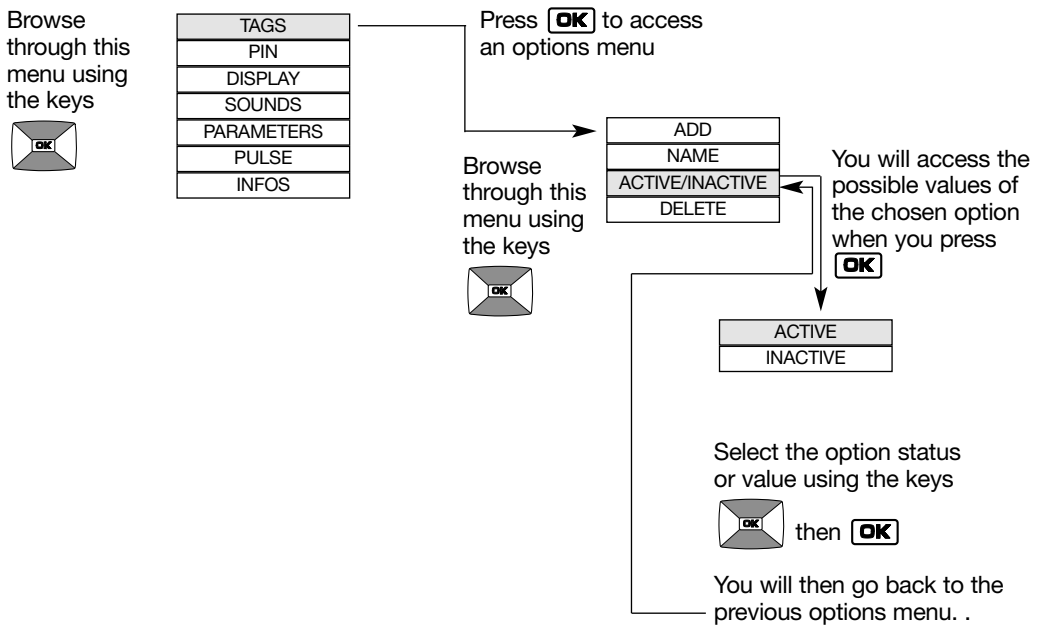 Browse
through this
menu using
the keys
OK
TAGS
PIN
DISPLAY
SOUNDS
PARAMETERS
PULSE
INFOS
Press OK to access
an options menu
Browse
through this
menu using
the keys
OK
ADD
NAME
ACTIVE/INACTIVE
DELETE
You will access the
possible values of
the chosen option
when you press
OK
ACTIVE
INACTIVE
Select the option status
or value using the keys
OK then OK
You will then go back to the
previous options menu. .